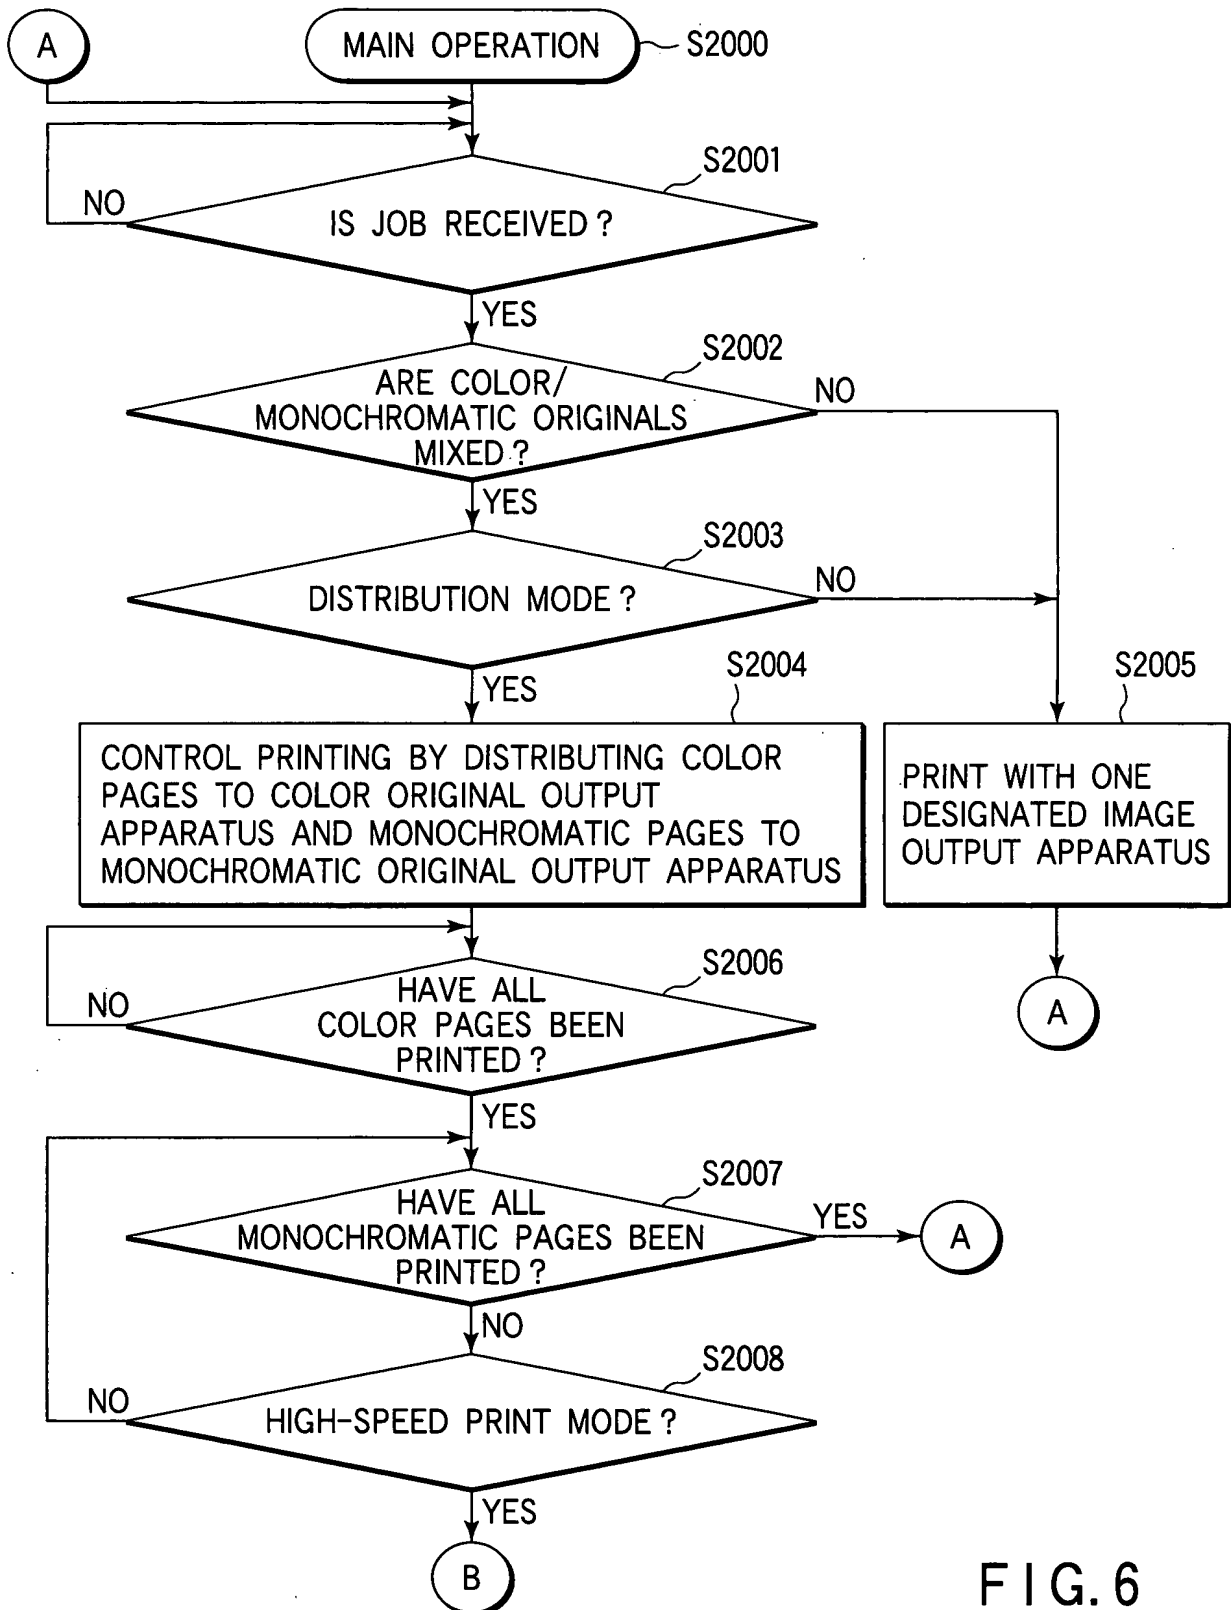 A
MAIN OPERATION
S2000
S2001
NO
IS JOB RECEIVED?
YES
S2002
ARE COLOR/
MONOCHROMATIC ORIGINALS
MIXED?
NO
YES
S2003
DISTRIBUTION MODE?
NO
YES
S2004
S2005
CONTROL PRINTING BY DISTRIBUTING COLOR
PAGES TO COLOR ORIGINAL OUTPUT
APPARATUS AND MONOCHROMATIC PAGES TO
MONOCHROMATIC ORIGINAL OUTPUT APPARATUS
PRINT WITH ONE
DESIGNATED IMAGE
OUTPUT APPARATUS
S2006
NO
HAVE ALL
COLOR PAGES BEEN
PRINTED?
A
YES
S2007
HAVE ALL
MONOCHROMATIC PAGES BEEN
PRINTED?
YES
A
NO
S2008
NO
HIGH-SPEED PRINT MODE?
YES
B
FIG. 6